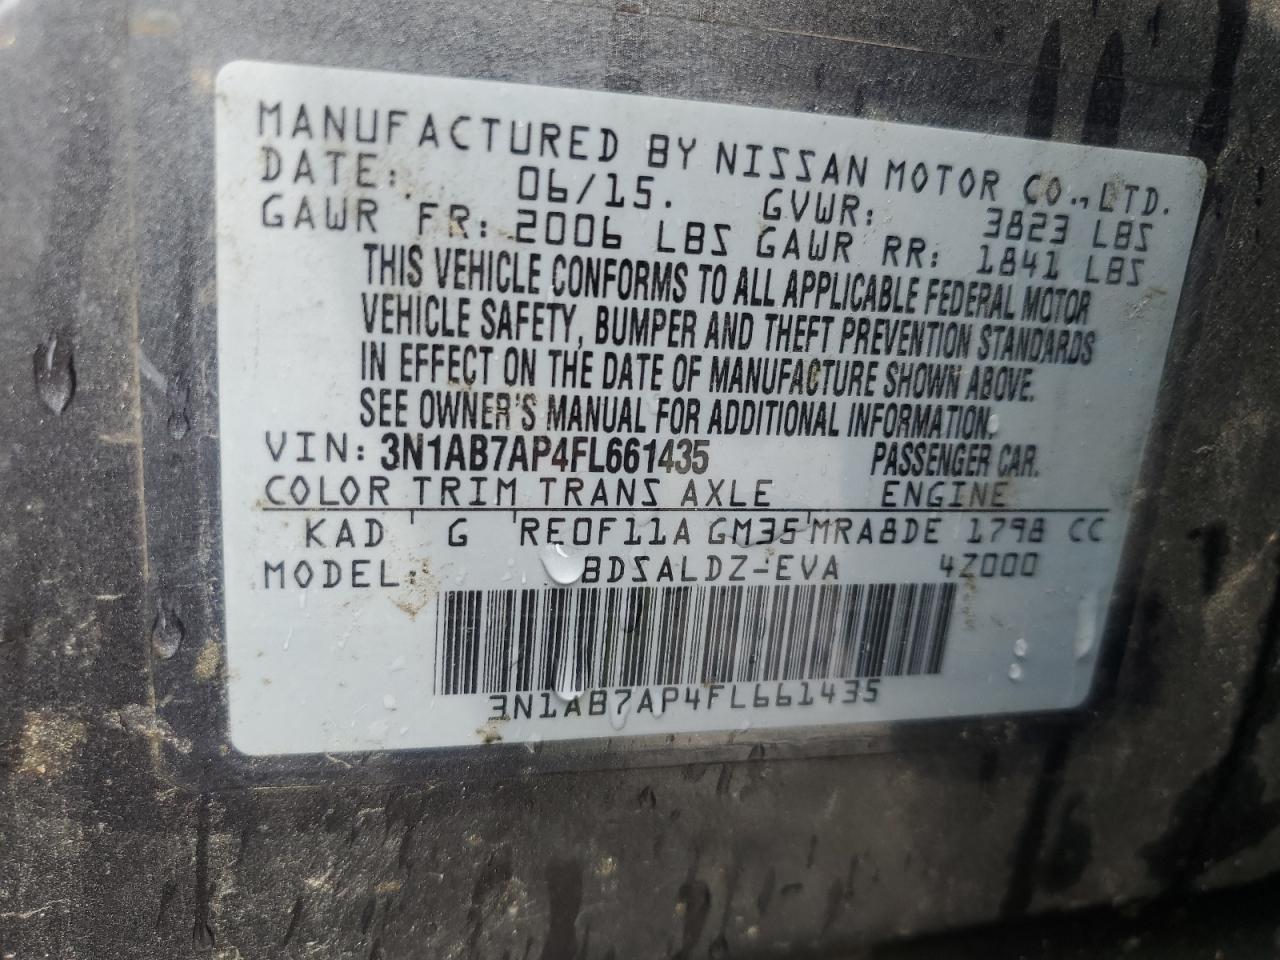 MANUFACTURED BY NISSAN MOTOR CO.,LTD.
DATE: 06/15. GVWR: 3823 LBS
GAWR FR: 2006 LBS GAWR RR: 1841 LBS
THIS VEHICLE CONFORMS TO ALL APPLICABLE FEDERAL MOTOR
VEHICLE SAFETY, BUMPER AND THEFT PREVENTION STANDARDS
IN EFFECT ON THE DATE OF MANUFACTURE SHOWN ABOVE.
SEE OWNER'S MANUAL FOR ADDITIONAL INFORMATION.
VIN: 3N1AB7AP4FL661435 PASSENGER CAR.
COLOR TRIM TRANS AXLE ENGINE
KAD G RE0F11A GM35 MRA8DE 1798 CC
MODEL: BDSALDZ-EVA 4Z000
3N1AB7AP4FL661435